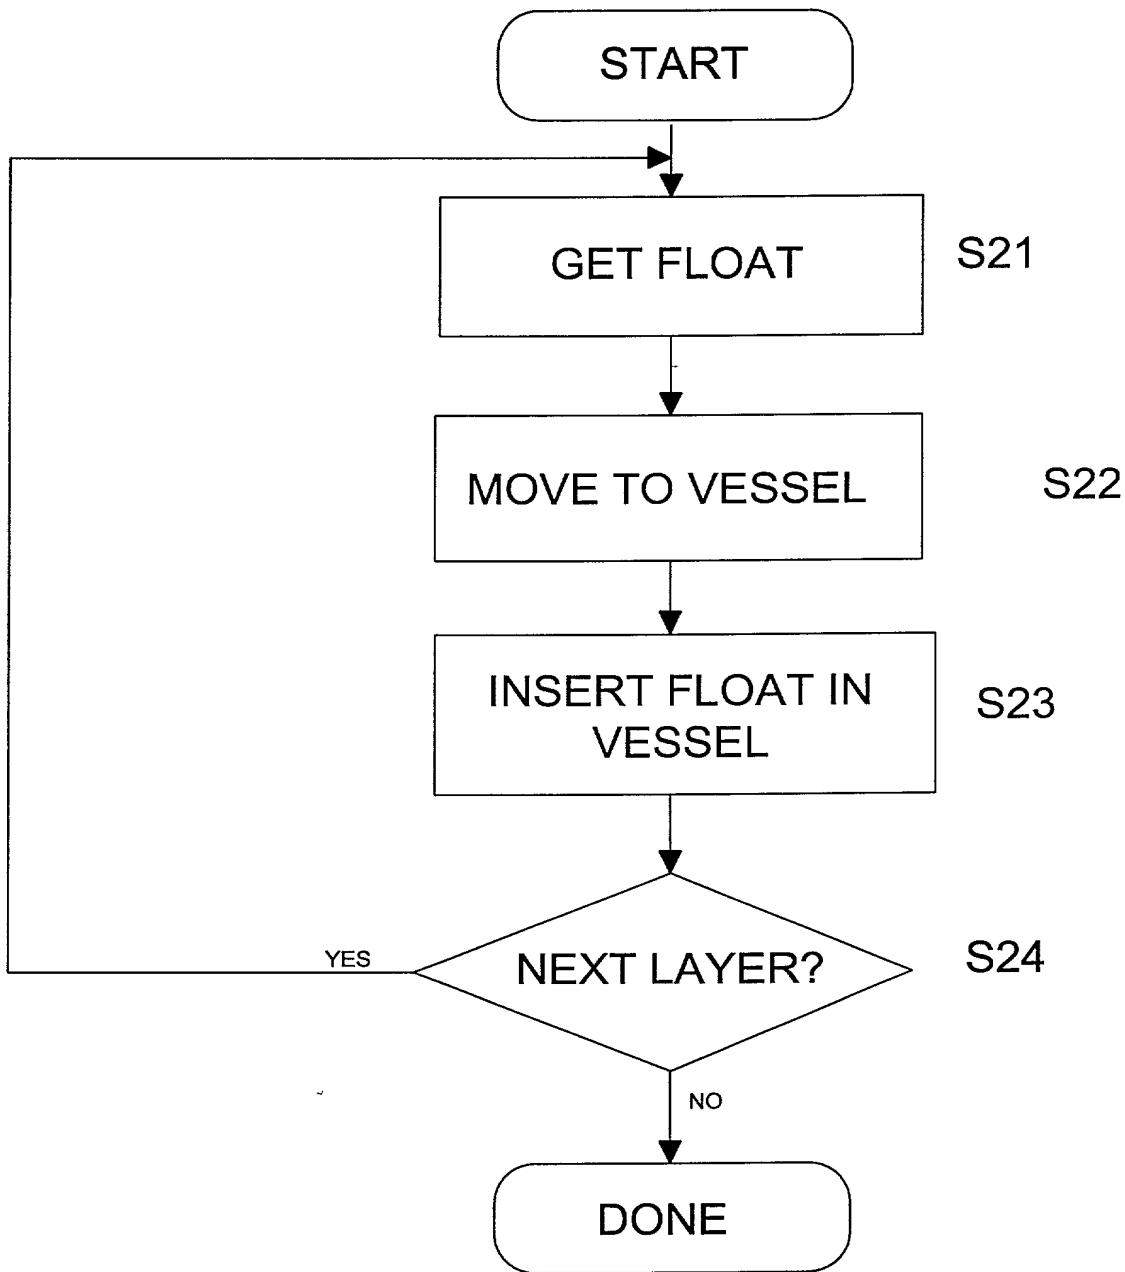 START
GET FLOAT
S21
MOVE TO VESSEL
S22
INSERT FLOAT IN
VESSEL
S23
YES
NEXT LAYER?
S24
NO
DONE